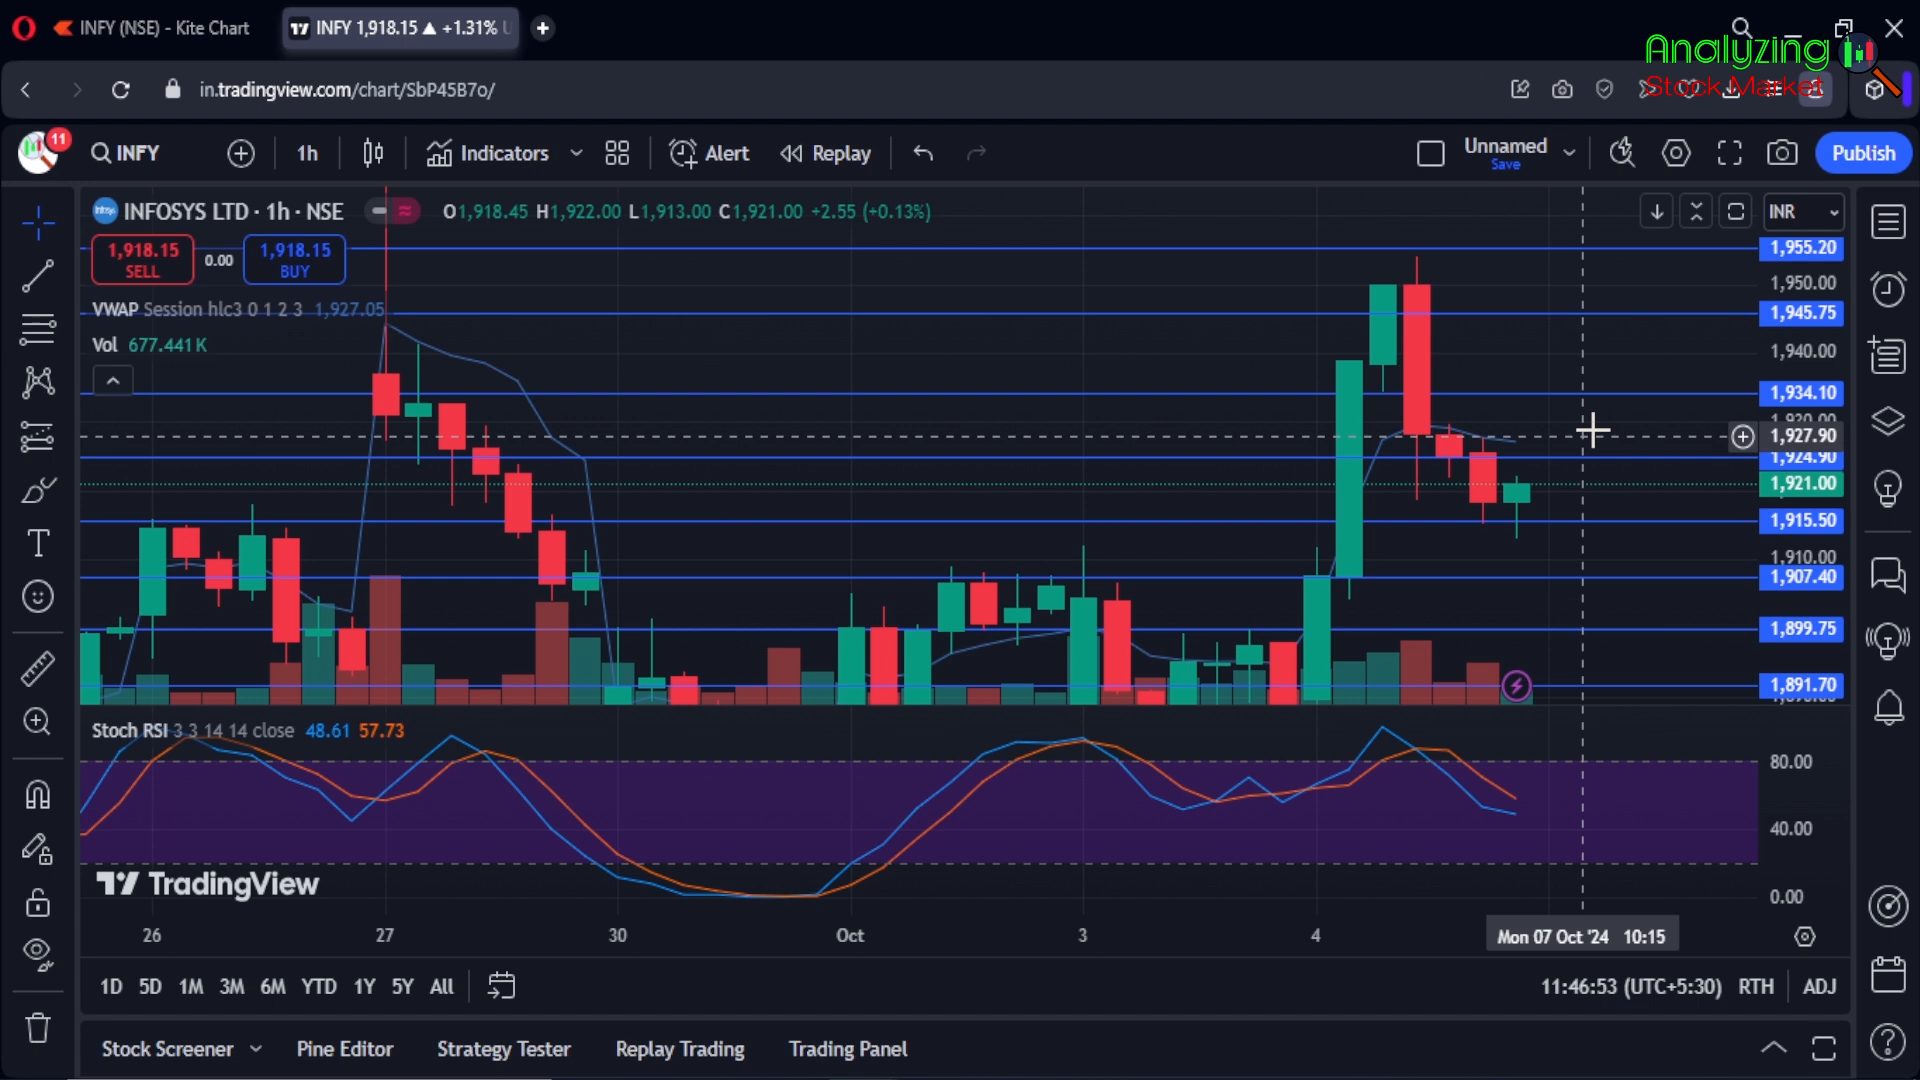 INFY (NSE) - Kite Chart
INFY 1,918.15 ▲ +1.31%
Analyzing
Stock Market
in.tradingview.com/chart/SbP45B7o/
11
INFY
1h
Indicators
Alert
Replay
Unnamed
Save
Publish
INFOSYS LTD · 1h · NSE
O1,918.45 H1,922.00 L1,913.00 C1,921.00 +2.55 (+0.13%)
INR
1,918.15
SELL
0.00
1,918.15
BUY
VWAP Session hlc3 0 1 2 3 1,927.05
Vol 677.441K
1,955.20
1,950.00
1,945.75
1,940.00
1,934.10
1,927.90
1,924.90
1,921.00
1,915.50
1,910.00
1,907.40
1,899.75
1,891.70
Stoch RSI 3 3 14 14 close 48.61 57.73
80.00
40.00
0.00
TradingView
26 27 30 Oct 3 4 Mon 07 Oct '24 10:15
1D 5D 1M 3M 6M YTD 1Y 5Y All
11:46:53 (UTC+5:30) RTH ADJ
Stock Screener Pine Editor Strategy Tester Replay Trading Trading Panel